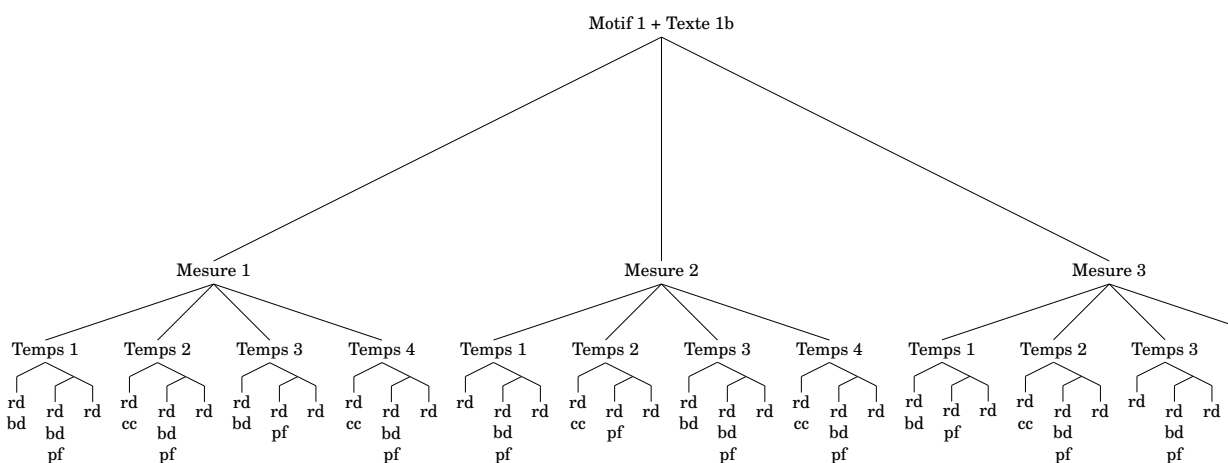 Motif 1 + Texte 1b
Mesure 1 Mesure 2 Mesure 3
Temps 1 Temps 2 Temps 3 Temps 4 Temps 1 Temps 2 Temps 3 Temps 4 Temps 1 Temps 2 Temps 3
rd rd rd rd rd rd rd rd rd rd rd rd rd rd rd rd rd rd rd rd rd rd rd rd rd rd rd rd rd rd rd rd rd
bd bd cc bd bd pf cc bd bd cc pf bd bd cc bd bd pf cc bd bd
pf pf pf pf pf pf pf